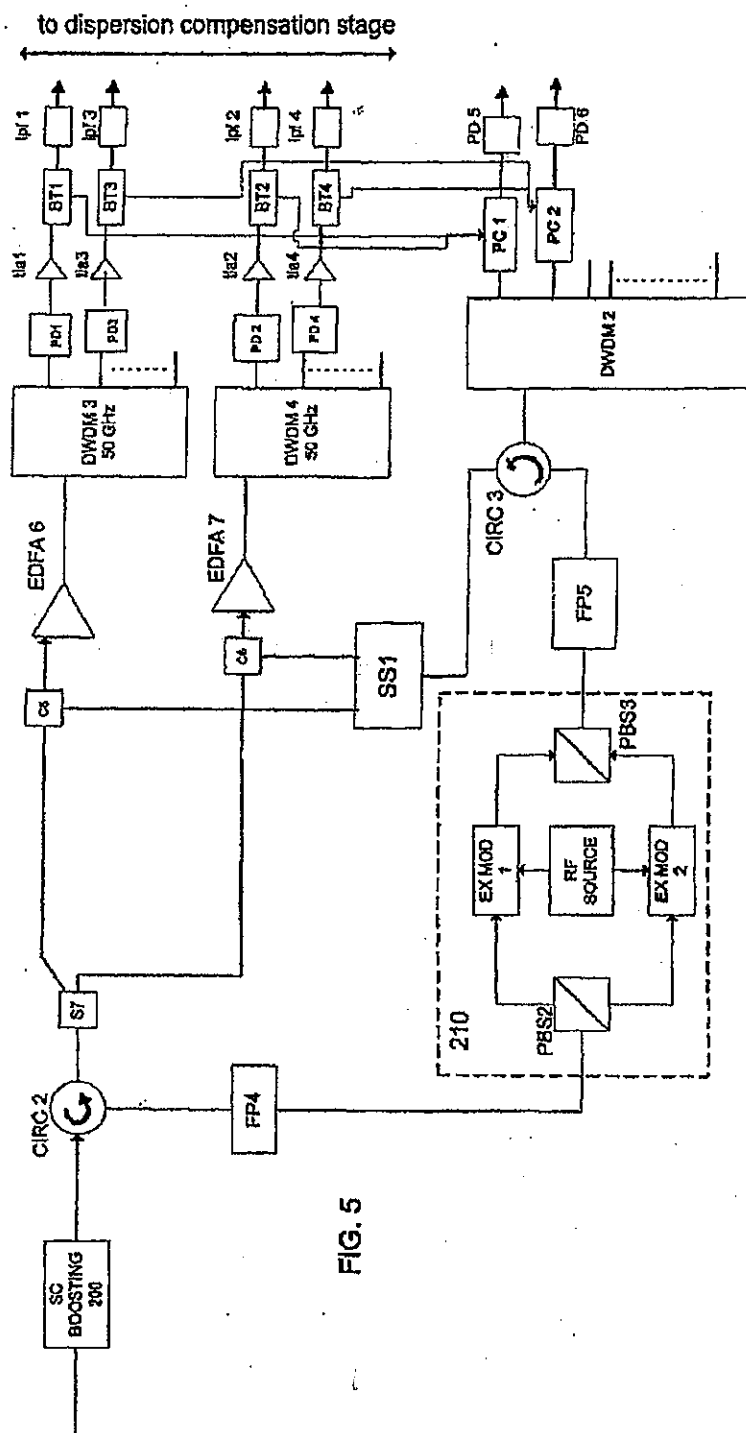 to dispersion compensation stage
lpf 1
lpf 3
lpf 2
lpf 4
BT1
BT3
BT2
BT4
tia1
tia3
tia2
tia4
PD1
PD3
PD2
PD4
PD 5
PD 6
PC 1
PC 2
DWDM 3
50 GHz
DWDM 4
50 GHz
DWDM 2
EDFA 6
EDFA 7
C5
C6
SS1
CIRC 3
FP5
PBS3
EX MOD
1
RF
SOURCE
EX MOD
2
PBS2
210
S7
CIRC 2
FP4
SC
BOOSTING
200
FIG. 5